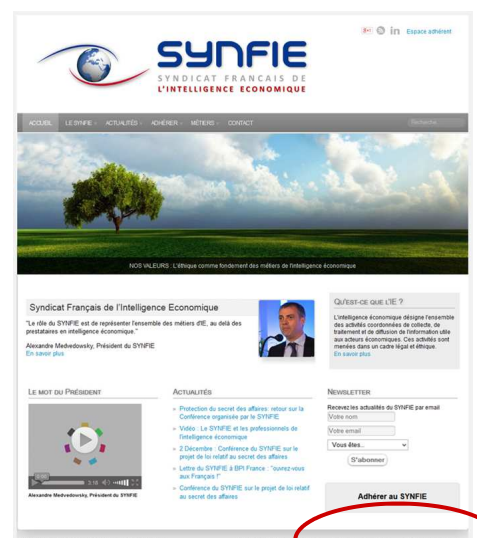 Espace adhérent
SYNFIE
SYNDICAT FRANCAIS DE
L'INTELLIGENCE ECONOMIQUE
ACCUEIL LE SYNFIE ACTUALITÉS ADHÉRER MÉTIERS CONTACT
Recherche...
NOS VALEURS : L'éthique comme fondement des métiers de l'intelligence économique
Syndicat Français de l'Intelligence Economique
"Le rôle du SYNFIE est de représenter l'ensemble des métiers d'IE, au delà des
prestataires en intelligence économique."
Alexandre Medvedowsky, Président du SYNFIE
En savoir plus
QU'EST-CE QUE L'IE ?
L'intelligence économique désigne l'ensemble
des activités coordonnées de collecte, de
traitement et de diffusion de l'information utile
aux acteurs économiques. Ces activités sont
menées dans un cadre légal et éthique.
En savoir plus
LE MOT DU PRÉSIDENT
3:18
Alexandre Medvedowsky, Président du SYNFIE
ACTUALITÉS
» Protection du secret des affaires: retour sur la
Conférence organisée par le SYNFIE
» Vidéo : Le SYNFIE et les professionnels de
l'intelligence économique
» 2 Décembre : Conférence du SYNFIE sur le
projet de loi relatif au secret des affaires
» Lettre du SYNFIE à BPI France : "ouvrez-vous
aux Français !"
» Conférence du SYNFIE sur le projet de loi relatif
au secret des affaires
NEWSLETTER
Recevez les actualités du SYNFIE par email
Votre nom
Votre email
Vous êtes..
S'abonner
Adhérer au SYNFIE